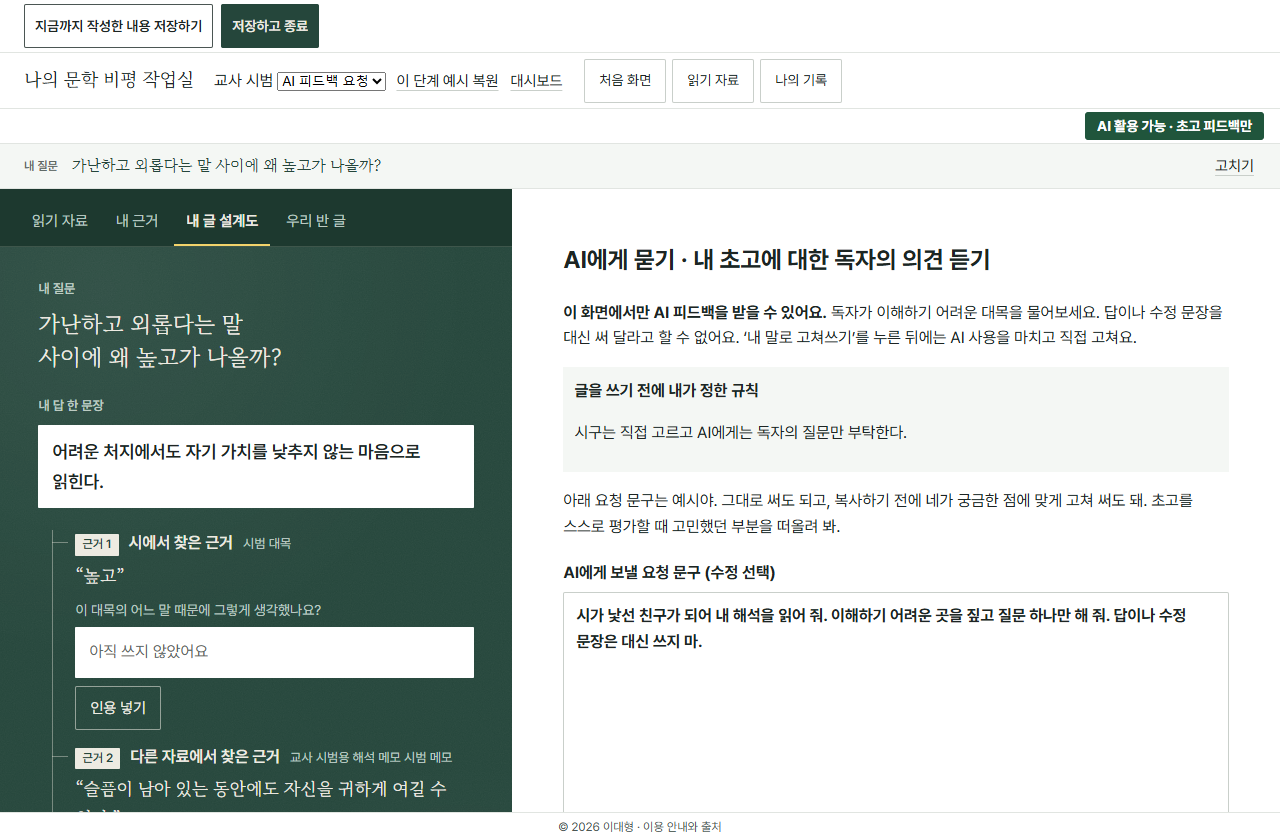 지금까지 작성한 내용 저장하기 저장하고 종료
나의 문학 비평 작업실 교사 시범 AI 피드백 요청 이 단계 예시 복원 대시보드 처음 화면 읽기 자료 나의 기록
AI 활용 가능 · 초고 피드백만
내 질문 가난하고 외롭다는 말 사이에 왜 높고가 나올까? 고치기
읽기 자료 내 근거 내 글 설계도 우리 반 글
내 질문
가난하고 외롭다는 말
사이에 왜 높고가 나올까?
내 답 한 문장
어려운 처지에서도 자기 가치를 낮추지 않는 마음으로
읽힌다.
근거 1 시에서 찾은 근거 시범 대목
“높고”
이 대목의 어느 말 때문에 그렇게 생각했나요?
아직 쓰지 않았어요
인용 넣기
근거 2 다른 자료에서 찾은 근거 교사 시범용 해석 메모 시범 메모
“슬픔이 남아 있는 동안에도 자신을 귀하게 여길 수
AI에게 묻기 · 내 초고에 대한 독자의 의견 듣기
이 화면에서만 AI 피드백을 받을 수 있어요. 독자가 이해하기 어려운 대목을 물어보세요. 답이나 수정 문장을
대신 써 달라고 할 수 없어요. ‘내 말로 고쳐쓰기’를 누른 뒤에는 AI 사용을 마치고 직접 고쳐요.
글을 쓰기 전에 내가 정한 규칙
시구는 직접 고르고 AI에게는 독자의 질문만 부탁한다.
아래 요청 문구는 예시야. 그대로 써도 되고, 복사하기 전에 네가 궁금한 점에 맞게 고쳐 써도 돼. 초고를
스스로 평가할 때 고민했던 부분을 떠올려 봐.
AI에게 보낼 요청 문구 (수정 선택)
시가 낯선 친구가 되어 내 해석을 읽어 줘. 이해하기 어려운 곳을 짚고 질문 하나만 해 줘. 답이나 수정
문장은 대신 쓰지 마.
© 2026 이대형 · 이용 안내와 출처